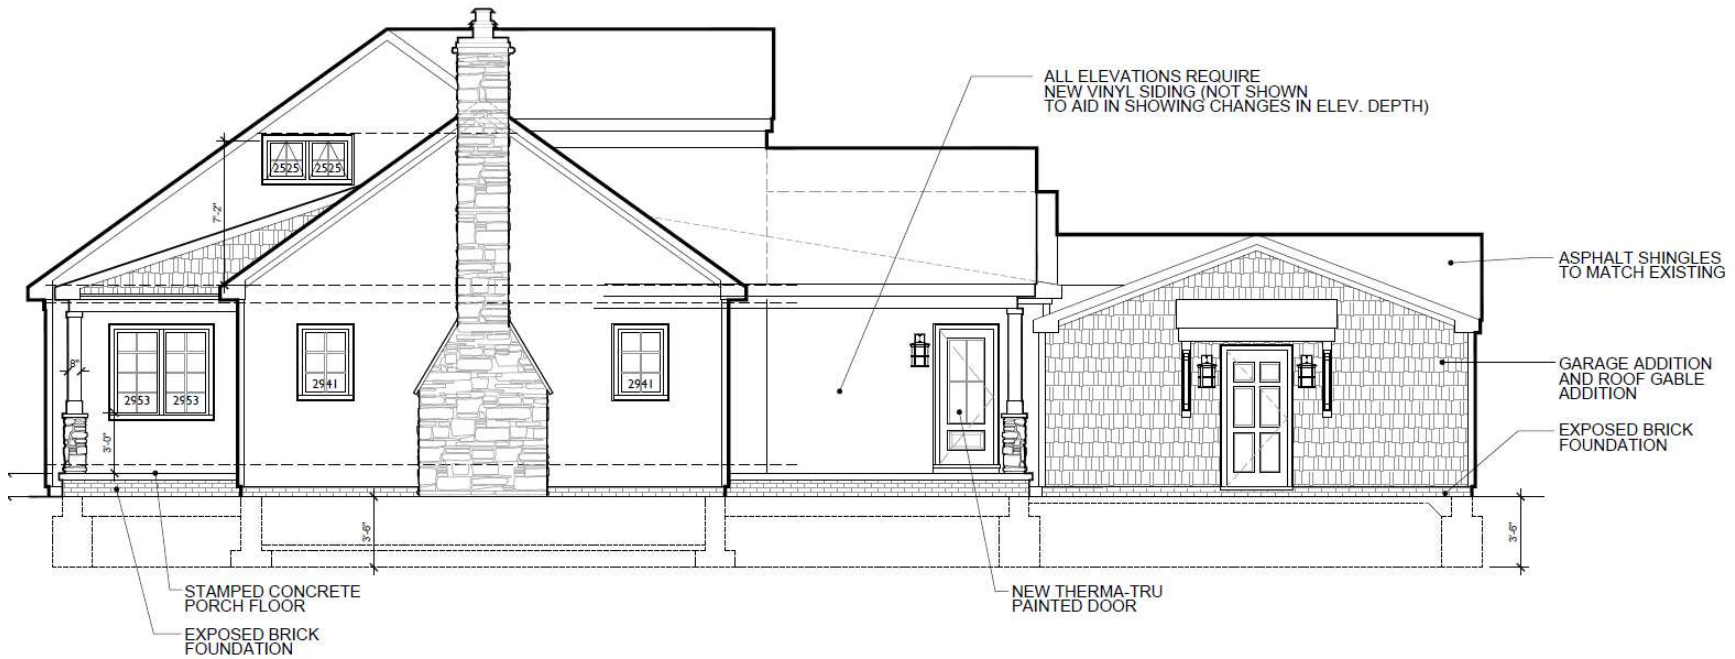 ALL ELEVATIONS REQUIRE
NEW VINYL SIDING (NOT SHOWN
TO AID IN SHOWING CHANGES IN ELEV. DEPTH)
2525 2525
7'-2"
ASPHALT SHINGLES
TO MATCH EXISTING
8"
2953 2953
2941
2941
GARAGE ADDITION
AND ROOF GABLE
ADDITION
3'-0"
EXPOSED BRICK
FOUNDATION
3'-6"
3'-6"
STAMPED CONCRETE
PORCH FLOOR
NEW THERMA-TRU
PAINTED DOOR
EXPOSED BRICK
FOUNDATION